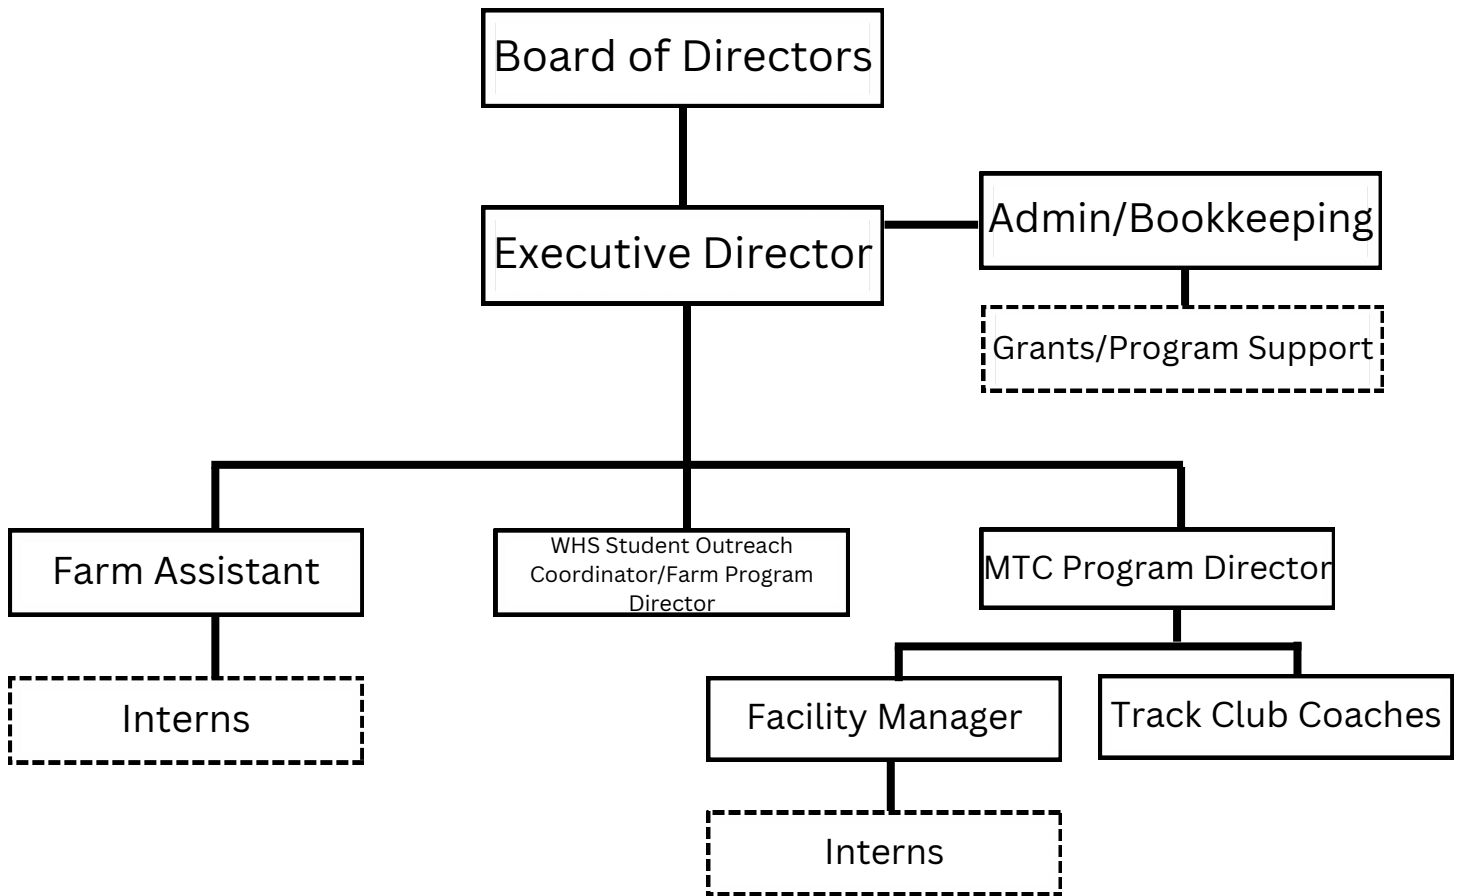 Board of Directors
Executive Director
Admin/Bookkeeping
Grants/Program Support
Farm Assistant
WHS Student Outreach
Coordinator/Farm Program
Director
MTC Program Director
Interns
Facility Manager
Track Club Coaches
Interns